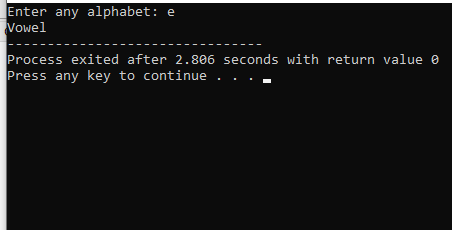 Enter any alphabet: e
Vowel
--------------------------------
Process exited after 2.806 seconds with return value 0
Press any key to continue . . .